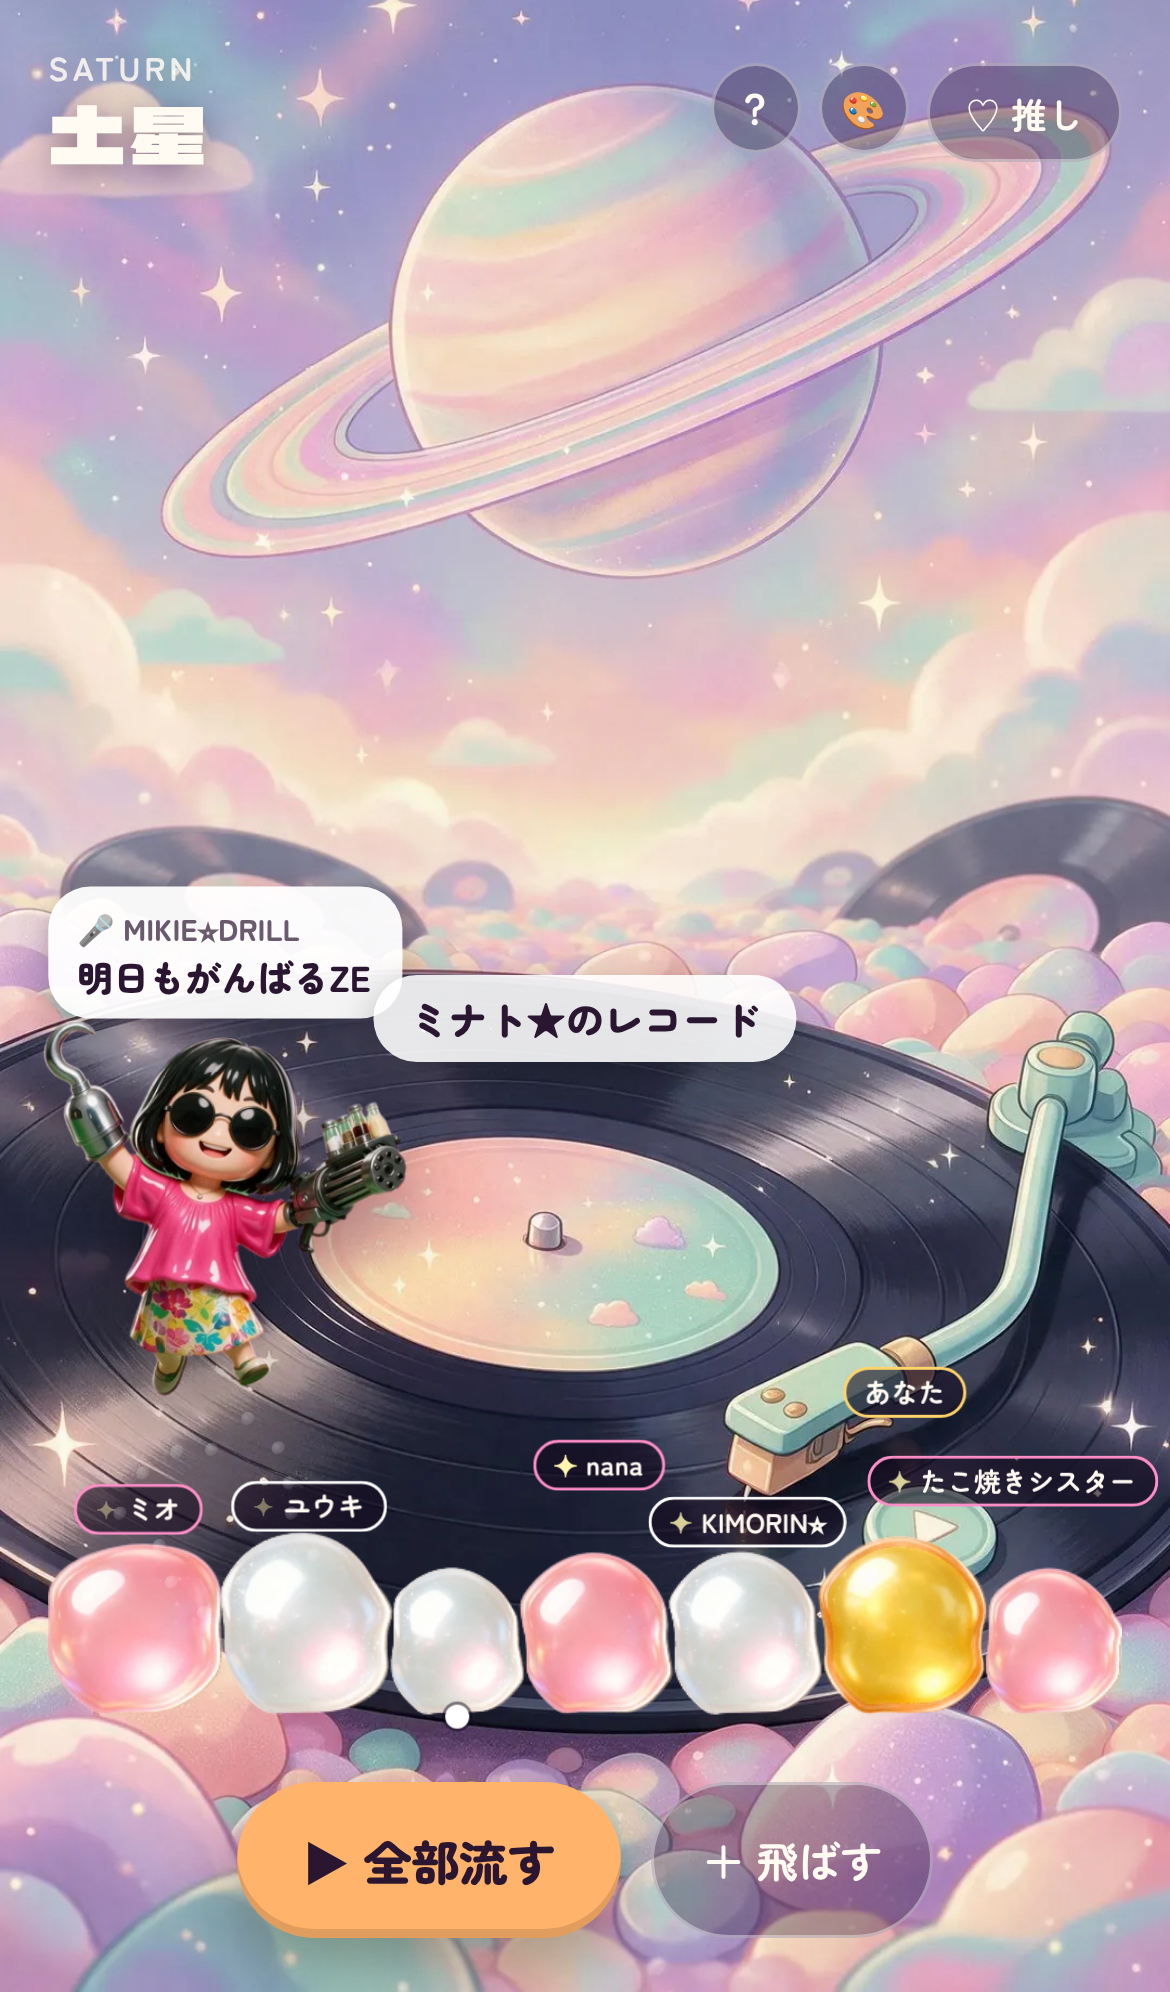 SATURN
土星
?
♡ 推し
🎤 MIKIE★DRILL
明日もがんばるZE
ミナト★のレコード
あなた
✦ nana
✦ たこ焼きシスター
✦ ミオ
✦ ユウキ
✦ KIMORIN★
▶ 全部流す
＋ 飛ばす